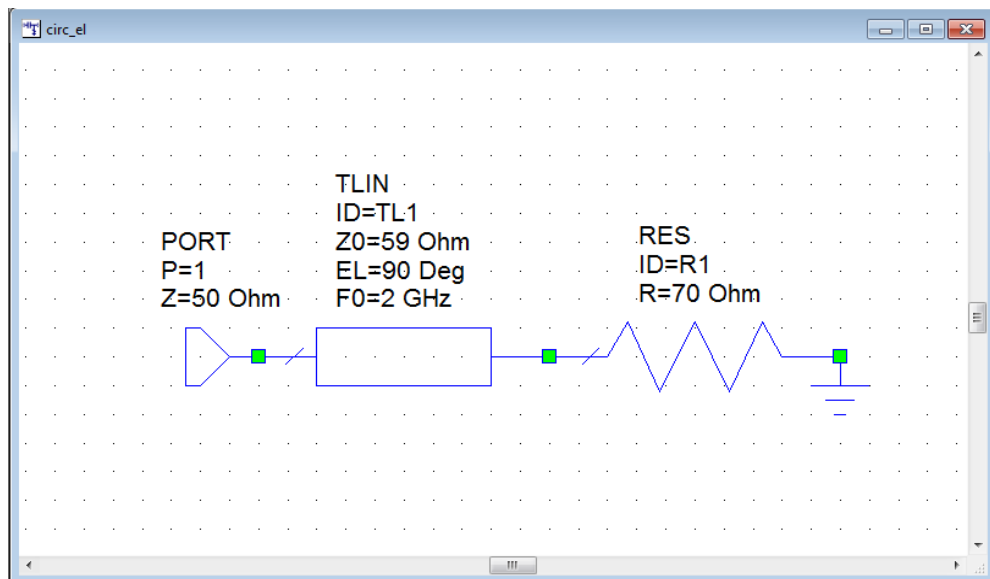 circ_el
PORT
P=1
Z=50 Ohm
TLIN
ID=TL1
Z0=59 Ohm
EL=90 Deg
F0=2 GHz
RES
ID=R1
R=70 Ohm